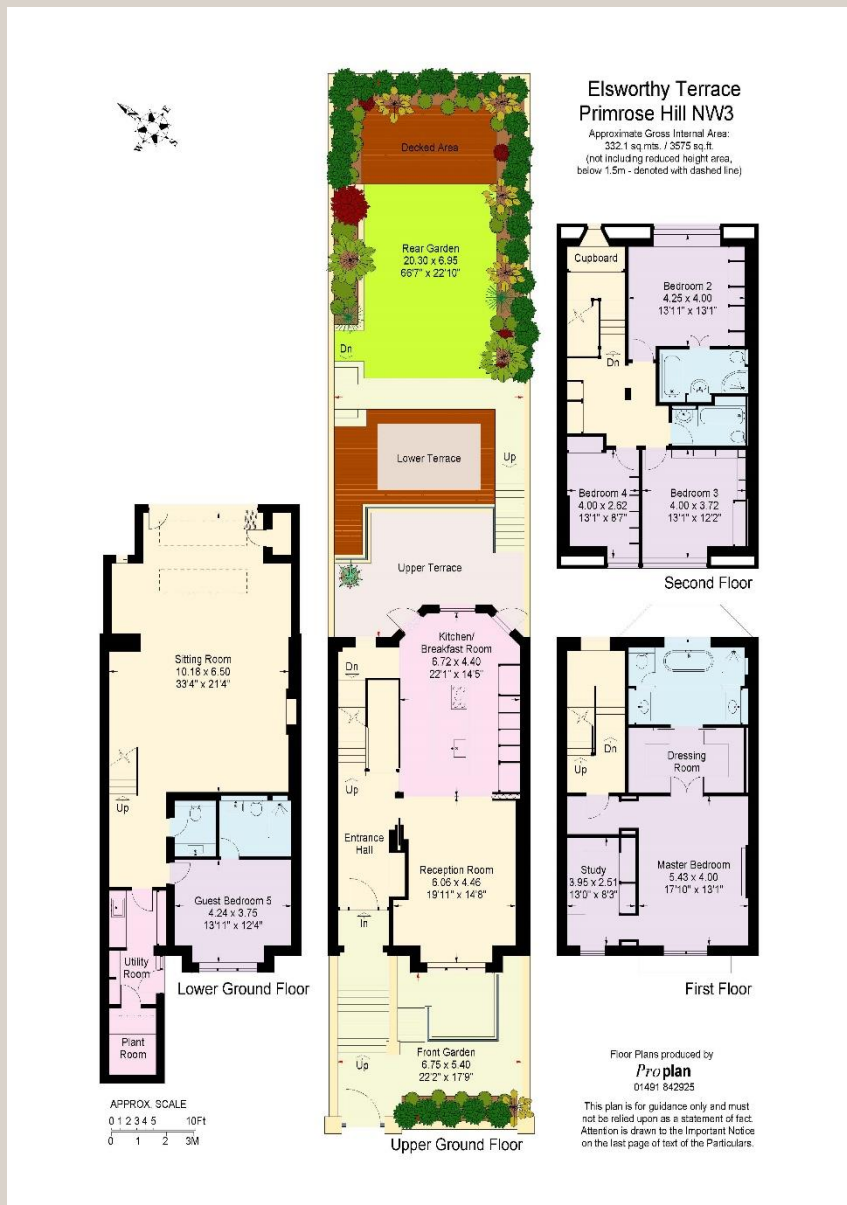 Elsworthy Terrace
Primrose Hill NW3
Approximate Gross Internal Area:
332.1 sq.mts. / 3575 sq.ft.
(not including reduced height area,
below 1.5m - denoted with dashed line)
N
E
W
S
Decked Area
Rear Garden
20.30 x 6.95
66'7" x 22'10"
Dn
Lower Terrace
Up
Upper Terrace
Kitchen/
Breakfast Room
6.72 x 4.40
22'1" x 14'5"
Dn
Up
Entrance
Hall
Reception Room
6.06 x 4.46
19'11" x 14'8"
In
Front Garden
6.75 x 5.40
22'2" x 17'9"
Up
Upper Ground Floor
Cupboard
Bedroom 2
4.25 x 4.00
13'11" x 13'1"
Dn
Bedroom 4
4.00 x 2.62
13'1" x 8'7"
Bedroom 3
4.00 x 3.72
13'1" x 12'2"
Second Floor
Sitting Room
10.18 x 6.50
33'4" x 21'4"
Up
Guest Bedroom 5
4.24 x 3.75
13'11" x 12'4"
Utility
Room
Plant
Room
Lower Ground Floor
Dn
Up
Dressing
Room
Study
3.95 x 2.51
13'0" x 8'3"
Master Bedroom
5.43 x 4.00
17'10" x 13'1"
First Floor
APPROX. SCALE
0 1 2 3 4 5 10Ft
0 1 2 3M
Floor Plans produced by
Proplan
01491 842925
This plan is for guidance only and must
not be relied upon as a statement of fact.
Attention is drawn to the Important Notice
on the last page of text of the Particulars.